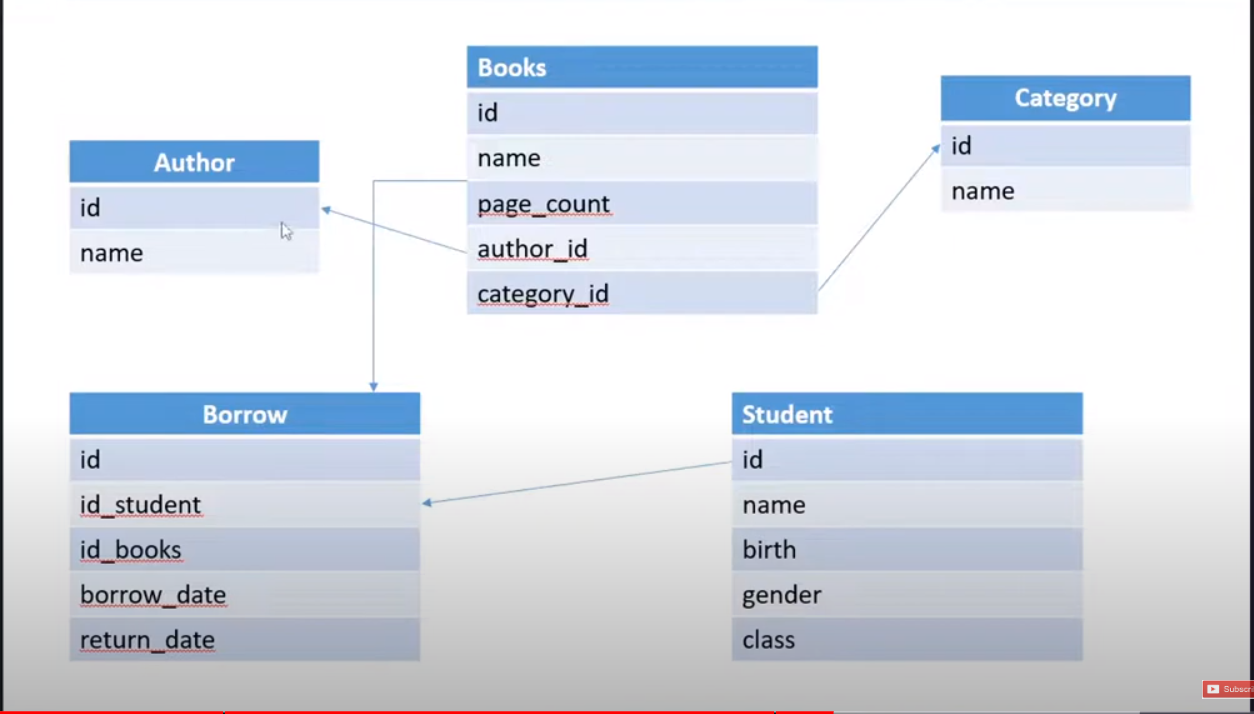 Books
id
name
page_count
author_id
category_id
Category
id
name
Author
id
name
Borrow
id
id_student
id_books
borrow_date
return_date
Student
id
name
birth
gender
class
Subscri